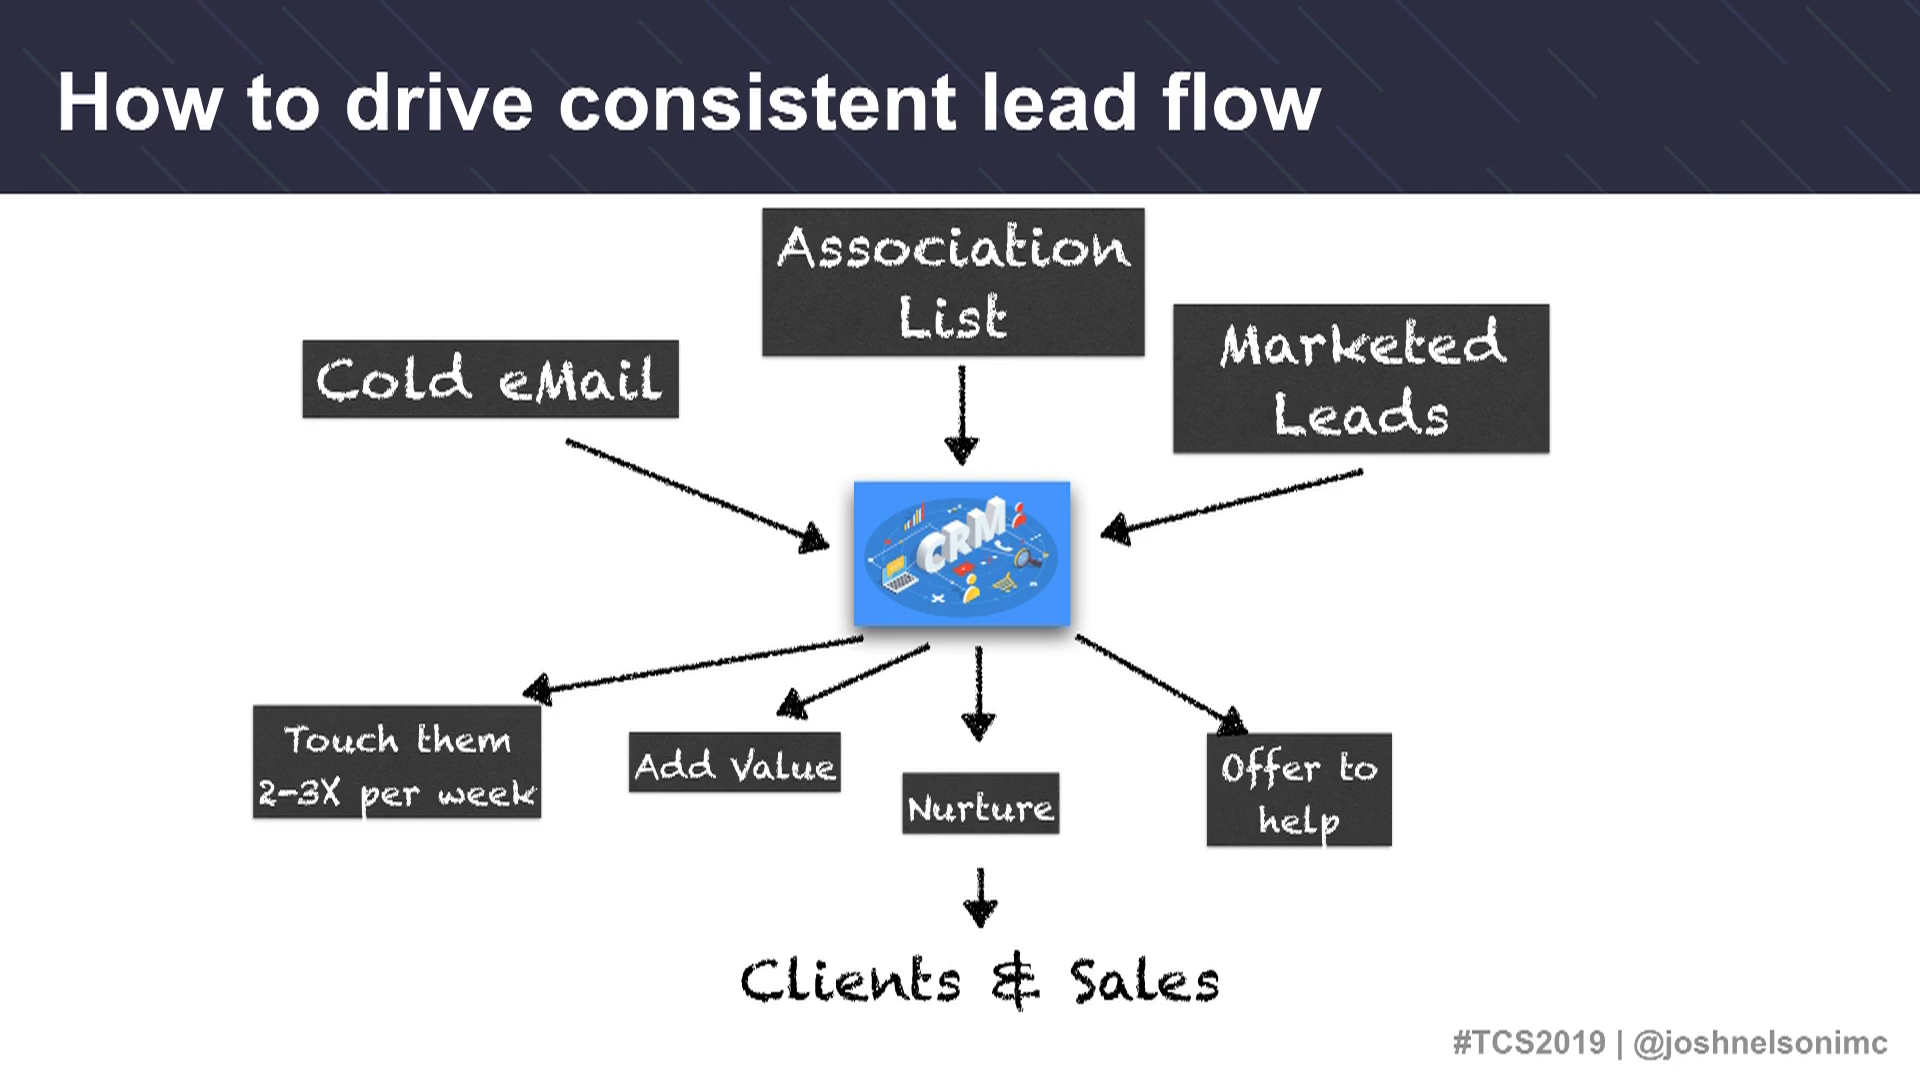 How to drive consistent lead flow
Association
List
Marketed
Leads
Cold eMail
CRM
Touch them
2-3X per week
Add Value
Nurture
Offer to
help
Clients & Sales
#TCS2019 | @joshnelsonimc